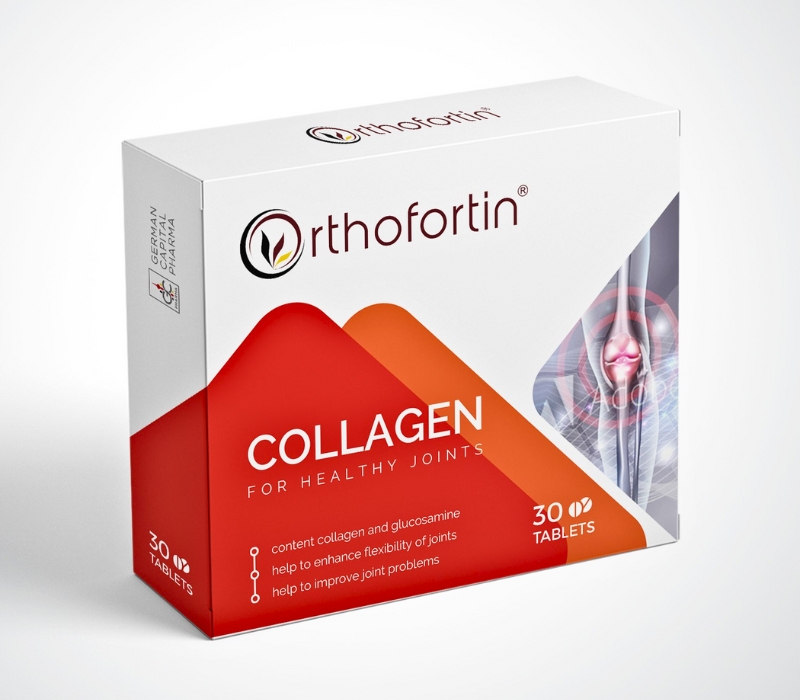 Orthofortin®
Orthofortin®
GERMAN
CAPITAL
PHARMA
COLLAGEN
FOR HEALTHY JOINTS
content collagen and glucosamine
help to enhance flexibility of joints
help to improve joint problems
30
TABLETS
30
TABLETS
Adobe